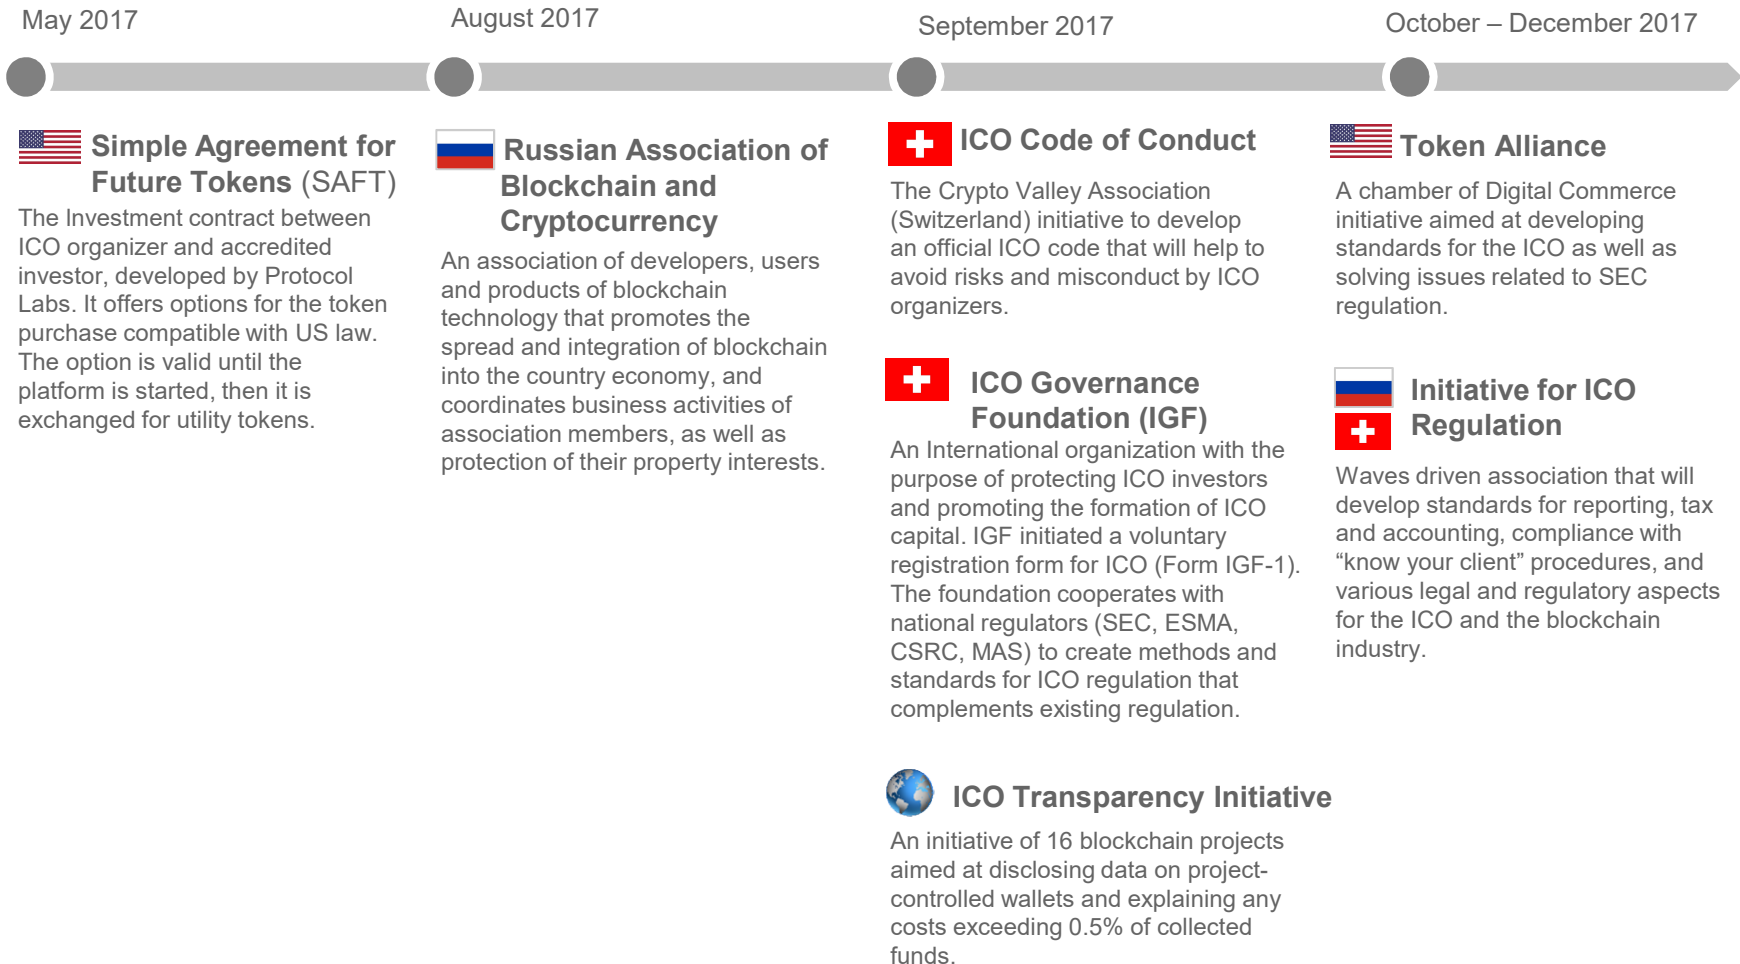 May 2017
August 2017
September 2017
October – December 2017
Simple Agreement for
Future Tokens (SAFT)
The Investment contract between
ICO organizer and accredited
investor, developed by Protocol
Labs. It offers options for the token
purchase compatible with US law.
The option is valid until the
platform is started, then it is
exchanged for utility tokens.
Russian Association of
Blockchain and
Cryptocurrency
An association of developers, users
and products of blockchain
technology that promotes the
spread and integration of blockchain
into the country economy, and
coordinates business activities of
association members, as well as
protection of their property interests.
ICO Code of Conduct
The Crypto Valley Association
(Switzerland) initiative to develop
an official ICO code that will help to
avoid risks and misconduct by ICO
organizers.
ICO Governance
Foundation (IGF)
An International organization with the
purpose of protecting ICO investors
and promoting the formation of ICO
capital. IGF initiated a voluntary
registration form for ICO (Form IGF-1).
The foundation cooperates with
national regulators (SEC, ESMA,
CSRC, MAS) to create methods and
standards for ICO regulation that
complements existing regulation.
ICO Transparency Initiative
An initiative of 16 blockchain projects
aimed at disclosing data on project-
controlled wallets and explaining any
costs exceeding 0.5% of collected
funds.
Token Alliance
A chamber of Digital Commerce
initiative aimed at developing
standards for the ICO as well as
solving issues related to SEC
regulation.
Initiative for ICO
Regulation
Waves driven association that will
develop standards for reporting, tax
and accounting, compliance with
“know your client” procedures, and
various legal and regulatory aspects
for the ICO and the blockchain
industry.